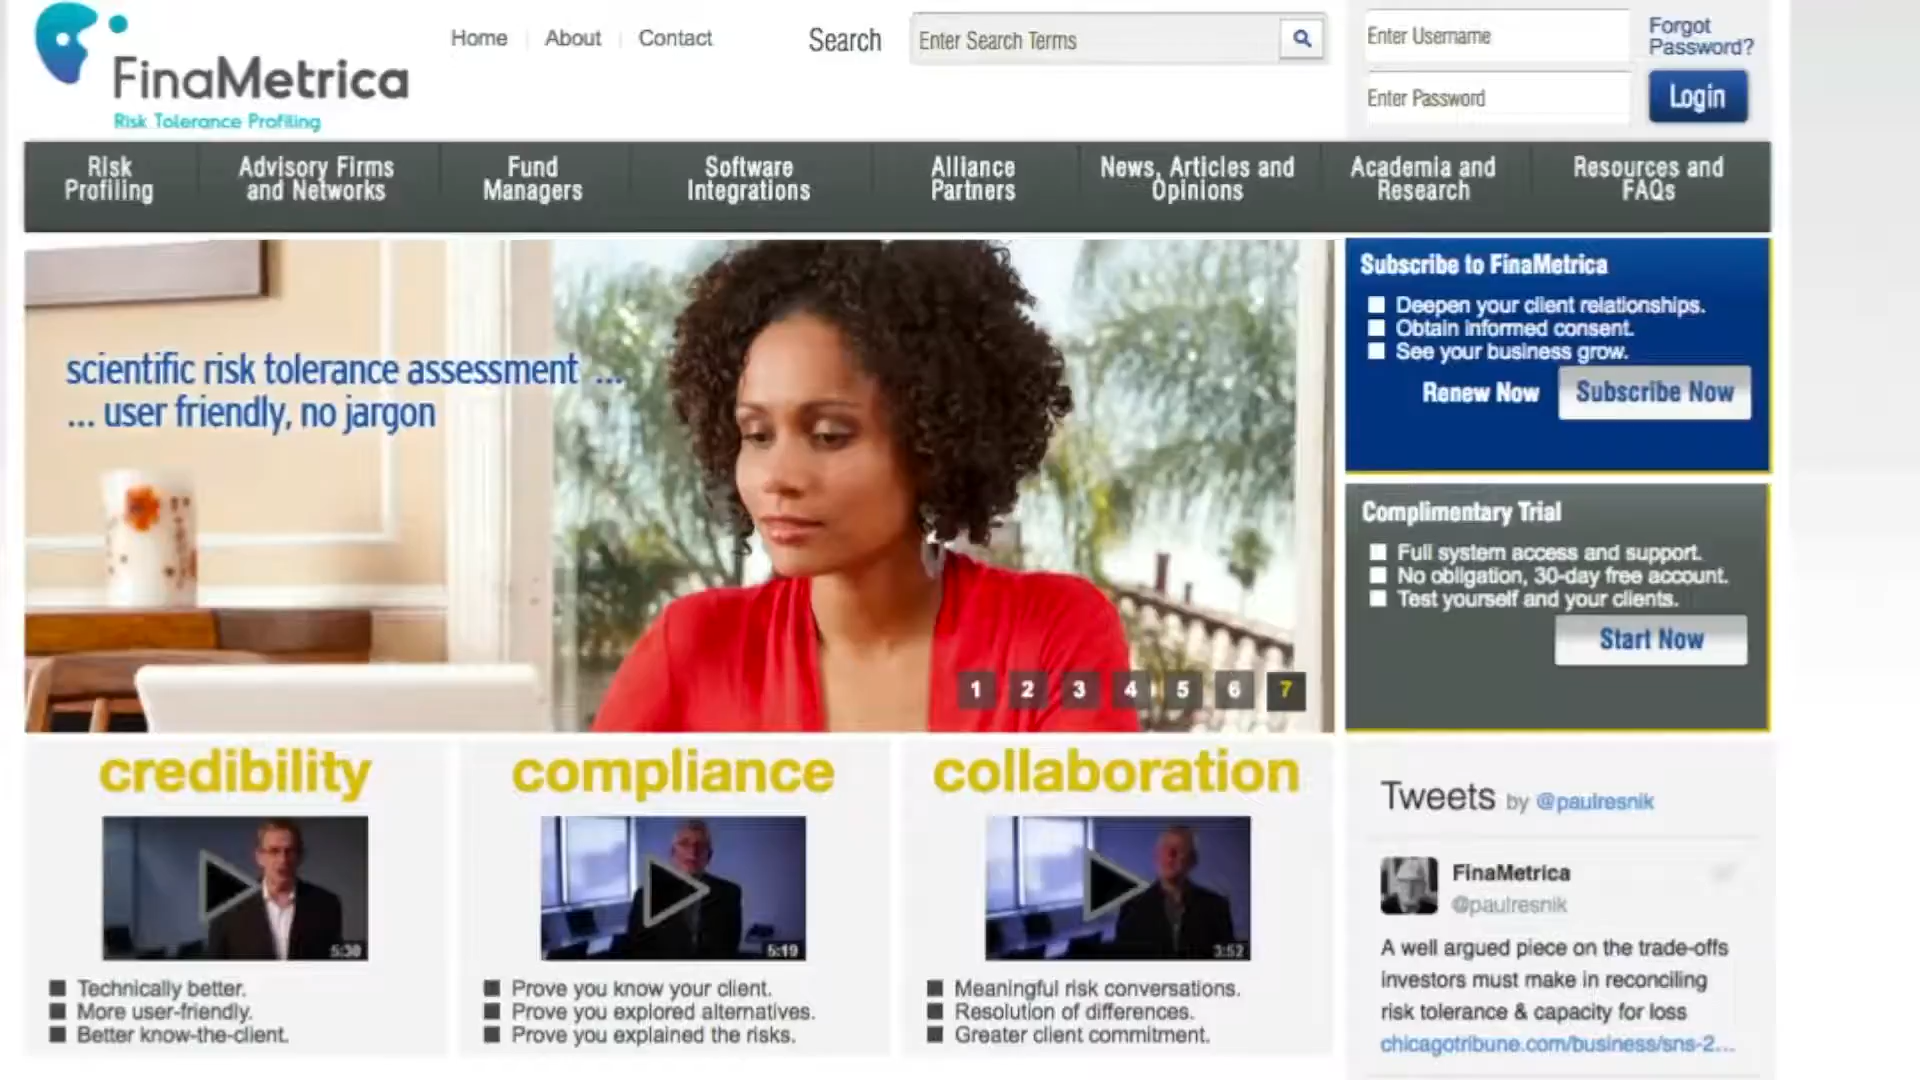 FinaMetrica
Risk Tolerance Profiling
Home
About
Contact
Search
Enter Search Terms
Enter Username
Forgot
Password?
Enter Password
Login
Risk
Profiling
Advisory Firms
and Networks
Fund
Managers
Software
Integrations
Alliance
Partners
News, Articles and
Opinions
Academia and
Research
Resources and
FAQs
scientific risk tolerance assessment ...
... user friendly, no jargon
1 2 3 4 5 6 7
Subscribe to FinaMetrica
Deepen your client relationships.
Obtain informed consent.
See your business grow.
Renew Now
Subscribe Now
Complimentary Trial
Full system access and support.
No obligation, 30-day free account.
Test yourself and your clients.
Start Now
credibility
5:30
Technically better.
More user-friendly.
Better know-the-client.
compliance
5:19
Prove you know your client.
Prove you explored alternatives.
Prove you explained the risks.
collaboration
3:52
Meaningful risk conversations.
Resolution of differences.
Greater client commitment.
Tweets by @paulresnik
FinaMetrica
@paulresnik
A well argued piece on the trade-offs
investors must make in reconciling
risk tolerance & capacity for loss
chicagotribune.com/business/sns-2...